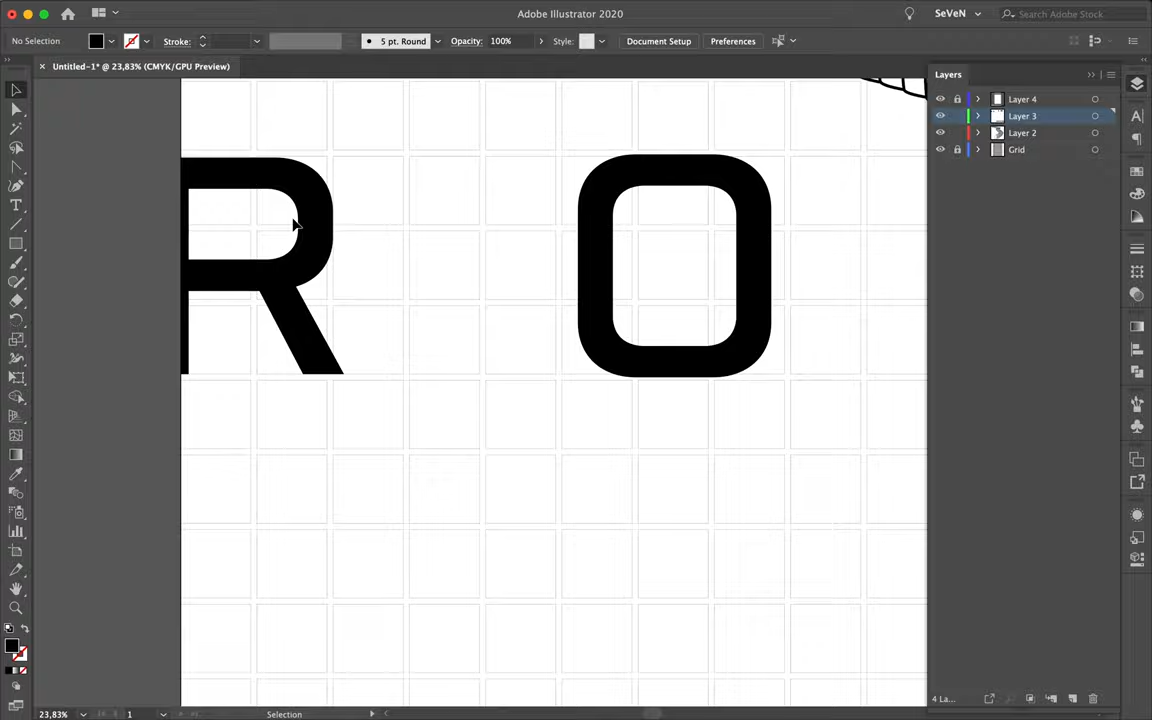 Adobe Illustrator 2020
SeVeN
Search Adobe Stock
No Selection
Stroke:
5 pt. Round
Opacity:
100%
Style:
Document Setup
Preferences
× Untitled-1* @ 23,83% (CMYK/GPU Preview)
Layers
Layer 4
Layer 3
Layer 2
Grid
R O
4 La...
23,83%
1
Selection